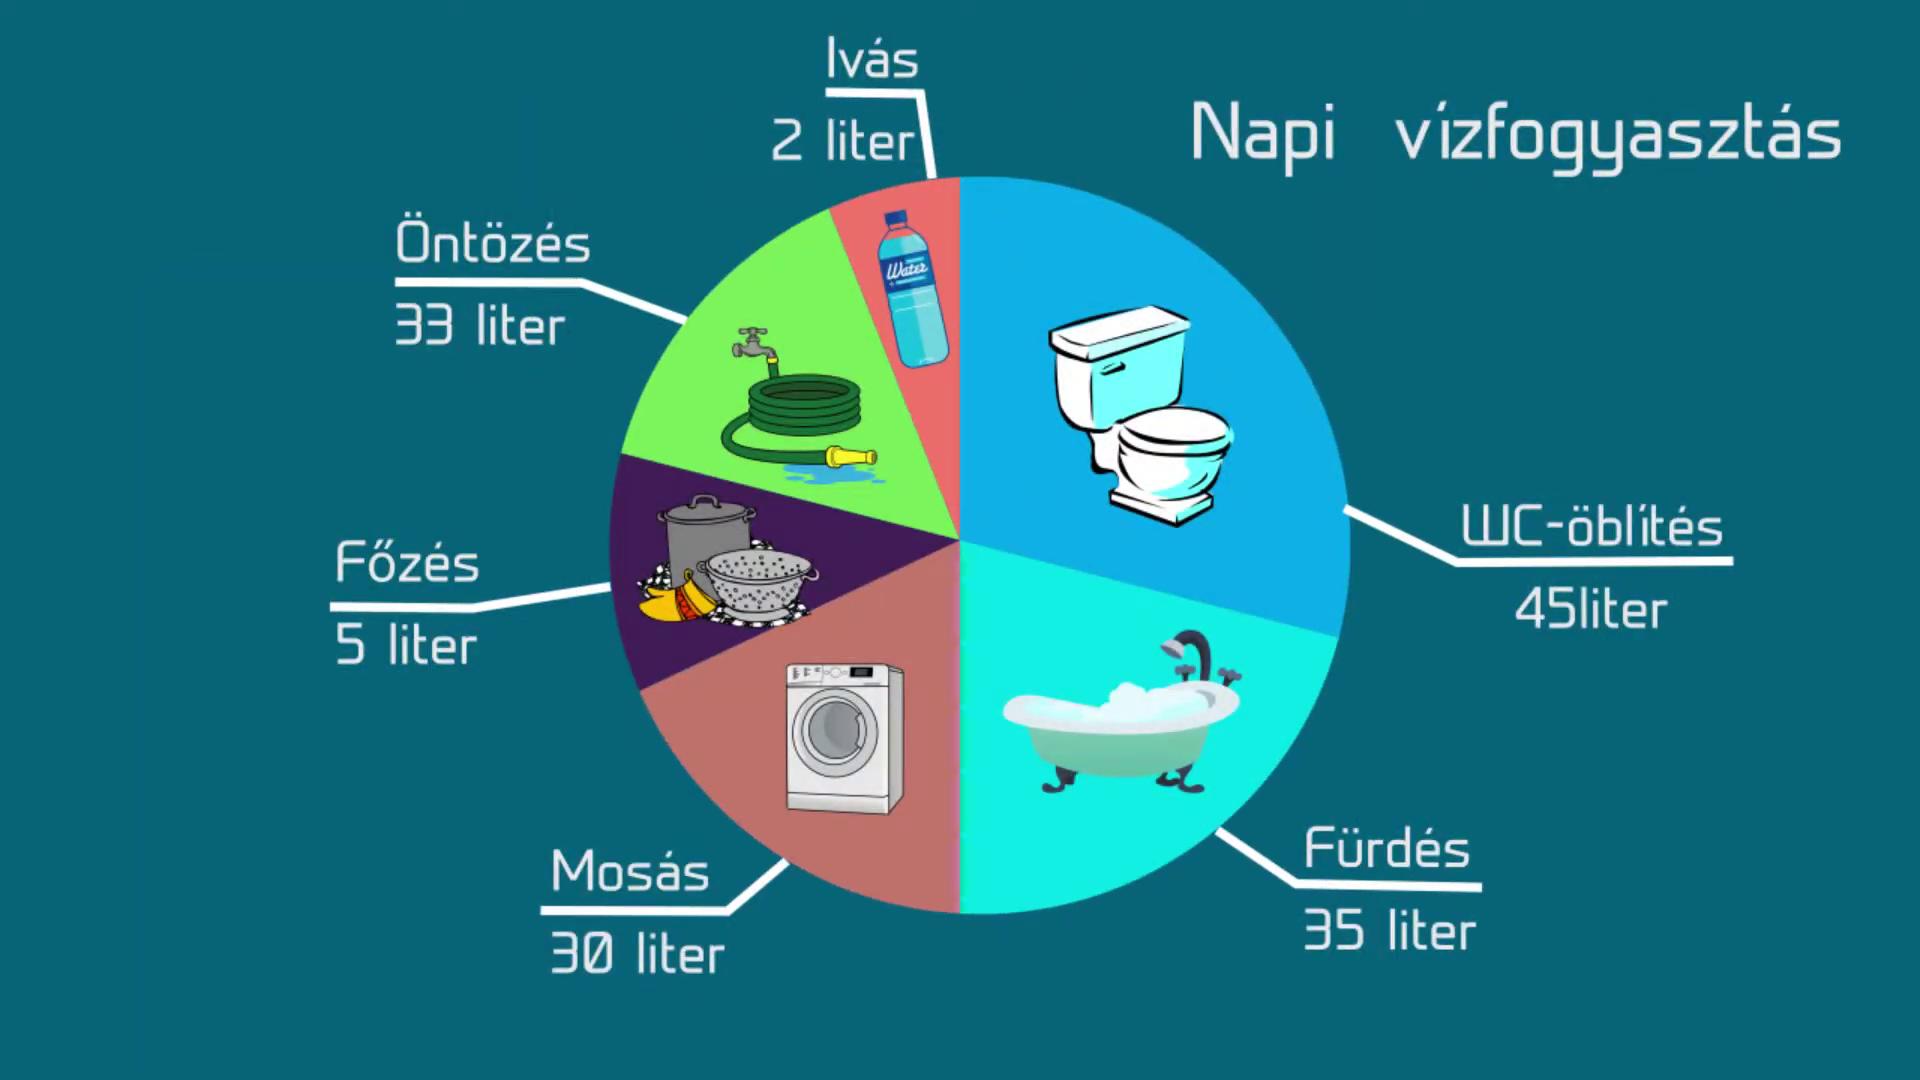 Napi vízfogyasztás
Ivás
2 liter
Öntözés
33 liter
Water
Főzés
5 liter
WC-öblítés
45liter
Mosás
30 liter
Fürdés
35 liter